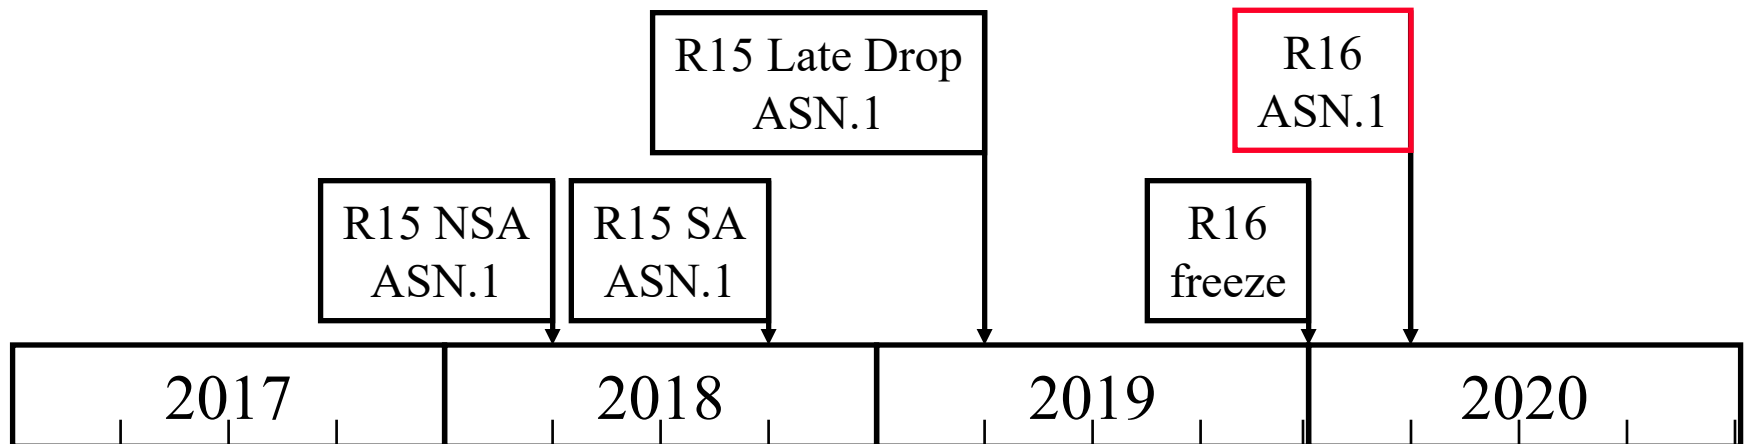 R15 Late Drop
ASN.1
R16
ASN.1
R15 NSA
ASN.1
R15 SA
ASN.1
R16
freeze
2017
2018
2019
2020